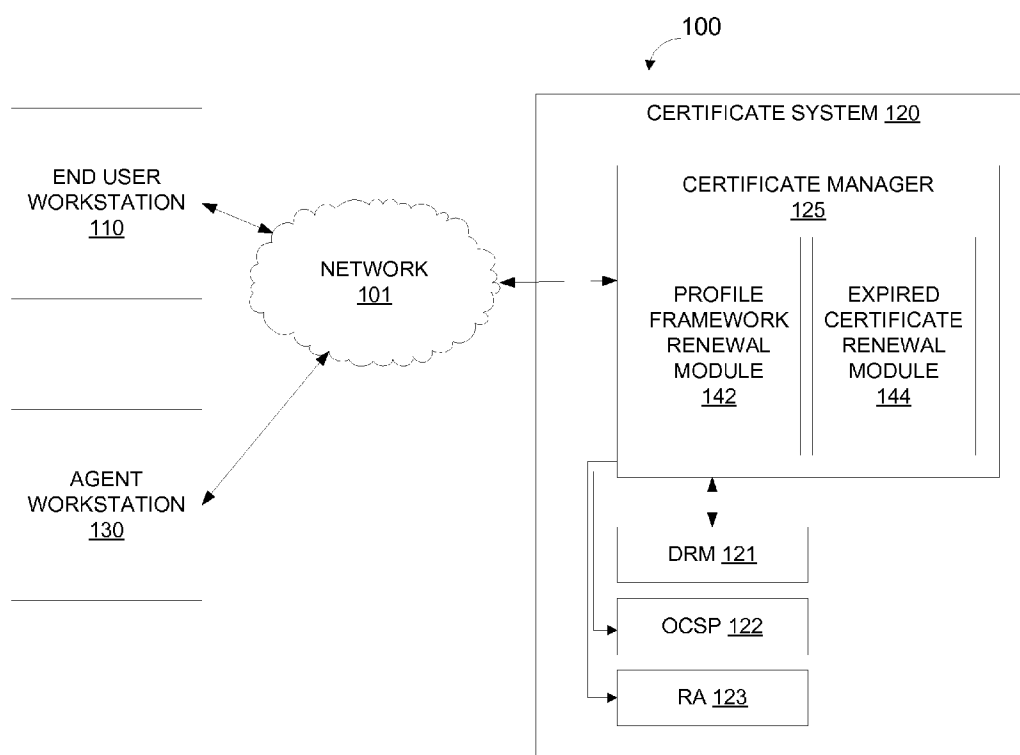 100
CERTIFICATE SYSTEM 120
END USER
WORKSTATION
110
CERTIFICATE MANAGER
125
NETWORK
101
PROFILE
FRAMEWORK
RENEWAL
MODULE
142
EXPIRED
CERTIFICATE
RENEWAL
MODULE
144
AGENT
WORKSTATION
130
DRM 121
OCSP 122
RA 123